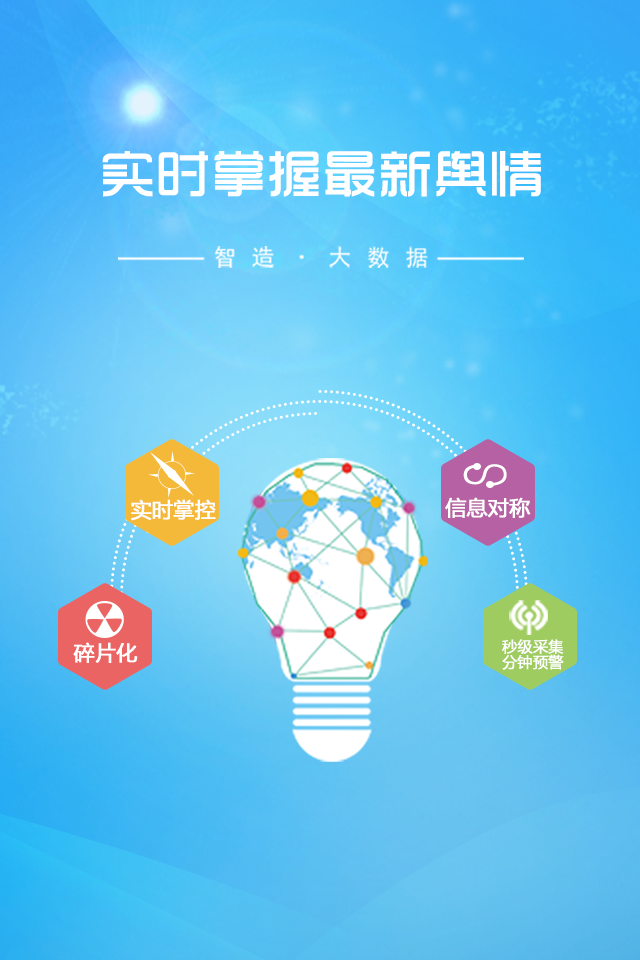 实时掌握最新舆情
智造·大数据
实时掌控
信息对称
碎片化
秒级采集
分钟预警